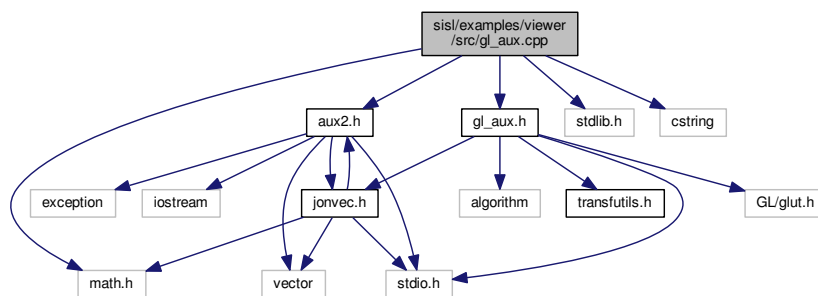 sisl/examples/viewer
/src/gl_aux.cpp
aux2.h
gl_aux.h
stdlib.h
cstring
exception
iostream
jonvec.h
algorithm
transfutils.h
GL/glut.h
math.h
vector
stdio.h